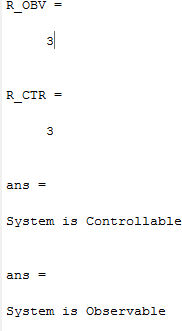 R_OBV =
3
R_CTR =
3
ans =
System is Controllable
ans =
System is Observable